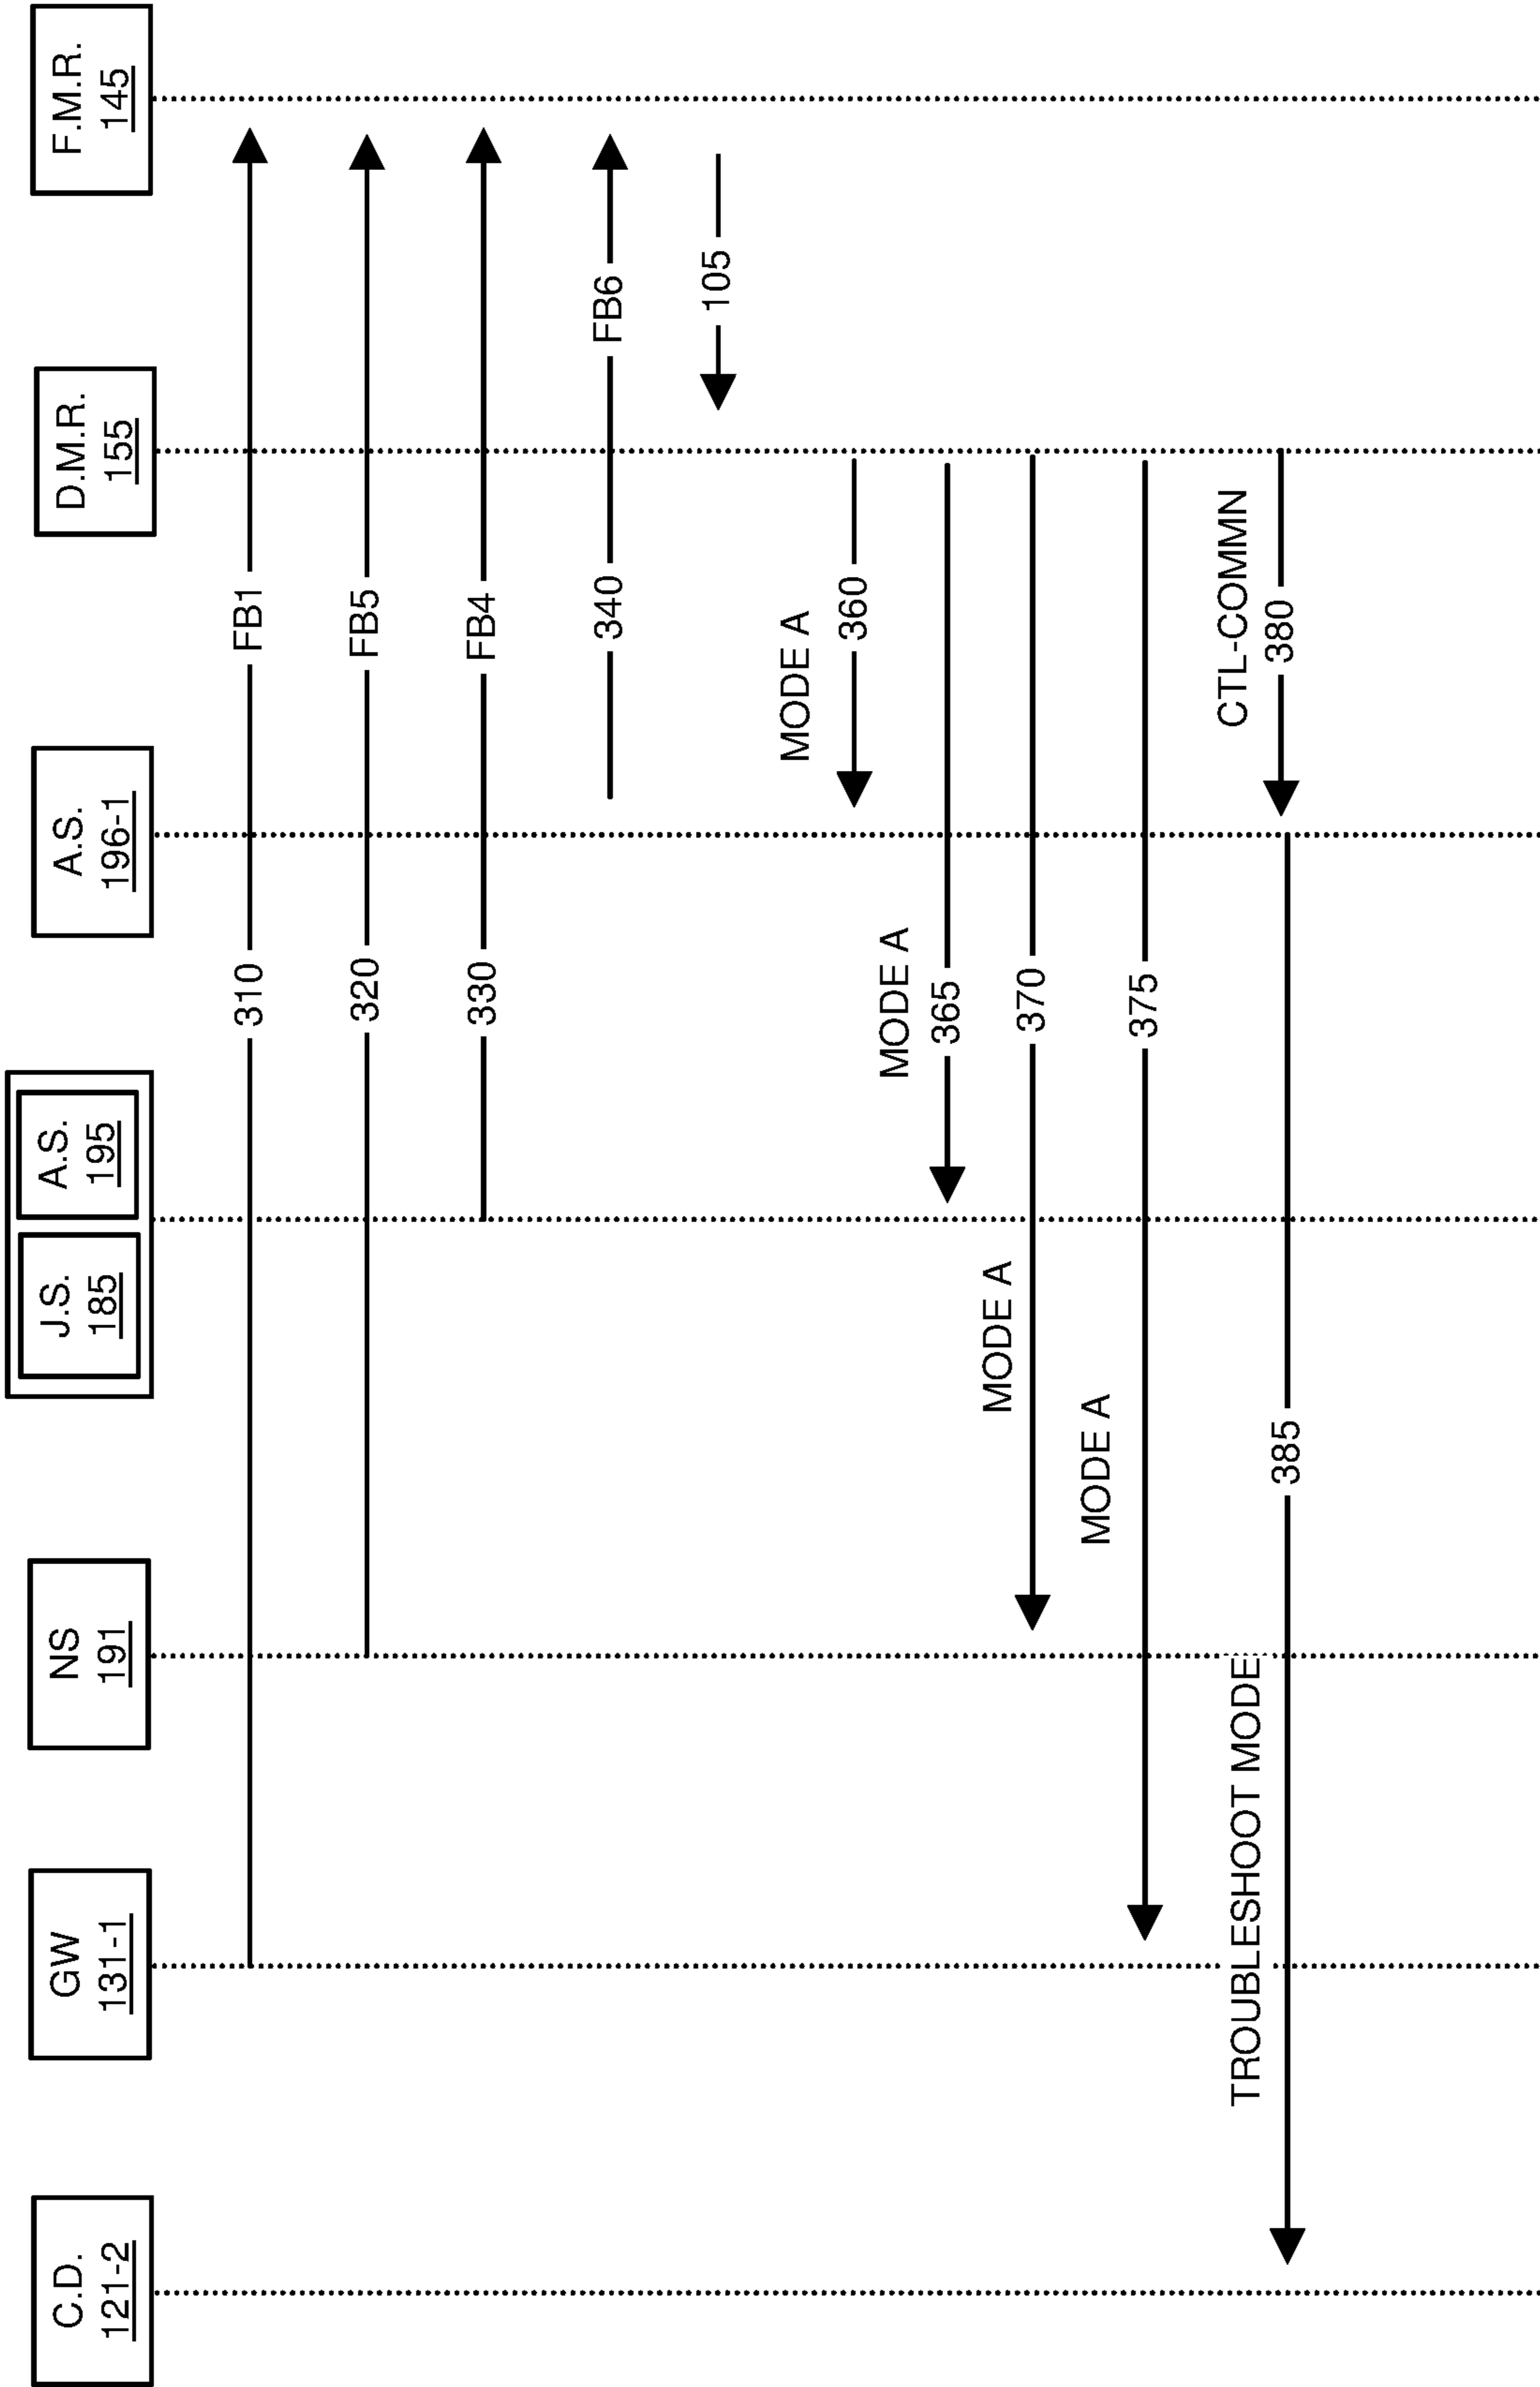 C.D.
121-2
GW
131-1
NS
191
J.S.
185
A.S.
195
A.S.
196-1
D.M.R.
155
F.M.R.
145
310 FB1
320 FB5
330 FB4
340 FB6
105
MODE A
360
MODE A
365
MODE A
370
MODE A
375
CTL-COMMN
380
TROUBLESHOOT MODE
385